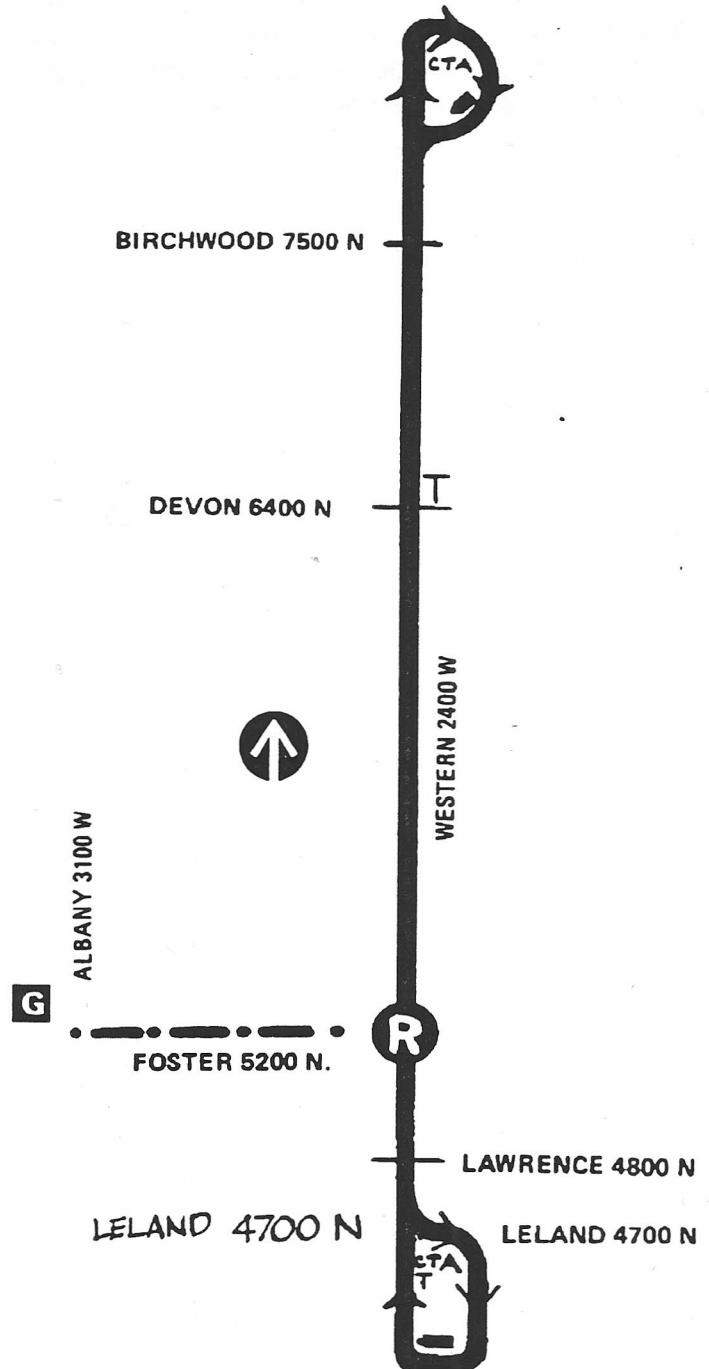 CTA
BIRCHWOOD 7500 N
T
DEVON 6400 N
WESTERN 2400 W
ALBANY 3100 W
G
R
FOSTER 5200 N.
LAWRENCE 4800 N
LELAND 4700 N
LELAND 4700 N
CTA
T